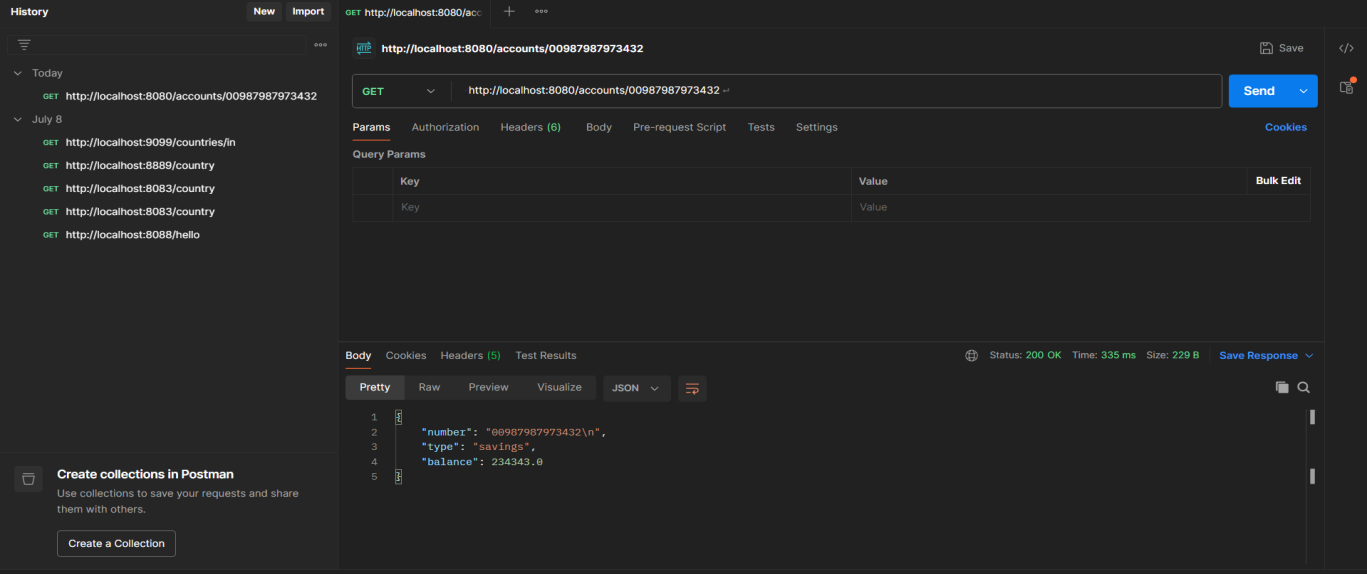 History
New
Import
GET http://localhost:8080/acc
Today
GET http://localhost:8080/accounts/00987987973432
July 8
GET http://localhost:9099/countries/in
GET http://localhost:8889/country
GET http://localhost:8083/country
GET http://localhost:8083/country
GET http://localhost:8088/hello
Create collections in Postman
Use collections to save your requests and share
them with others.
Create a Collection
HTTP http://localhost:8080/accounts/00987987973432
Save
GET http://localhost:8080/accounts/00987987973432
Send
Params Authorization Headers (6) Body Pre-request Script Tests Settings Cookies
Query Params
Key Value Bulk Edit
Key Value
Body Cookies Headers (5) Test Results Status: 200 OK Time: 335 ms Size: 229 B Save Response
Pretty Raw Preview Visualize JSON
1 {
2 "number": "00987987973432\n",
3 "type": "savings",
4 "balance": 234343.0
5 }